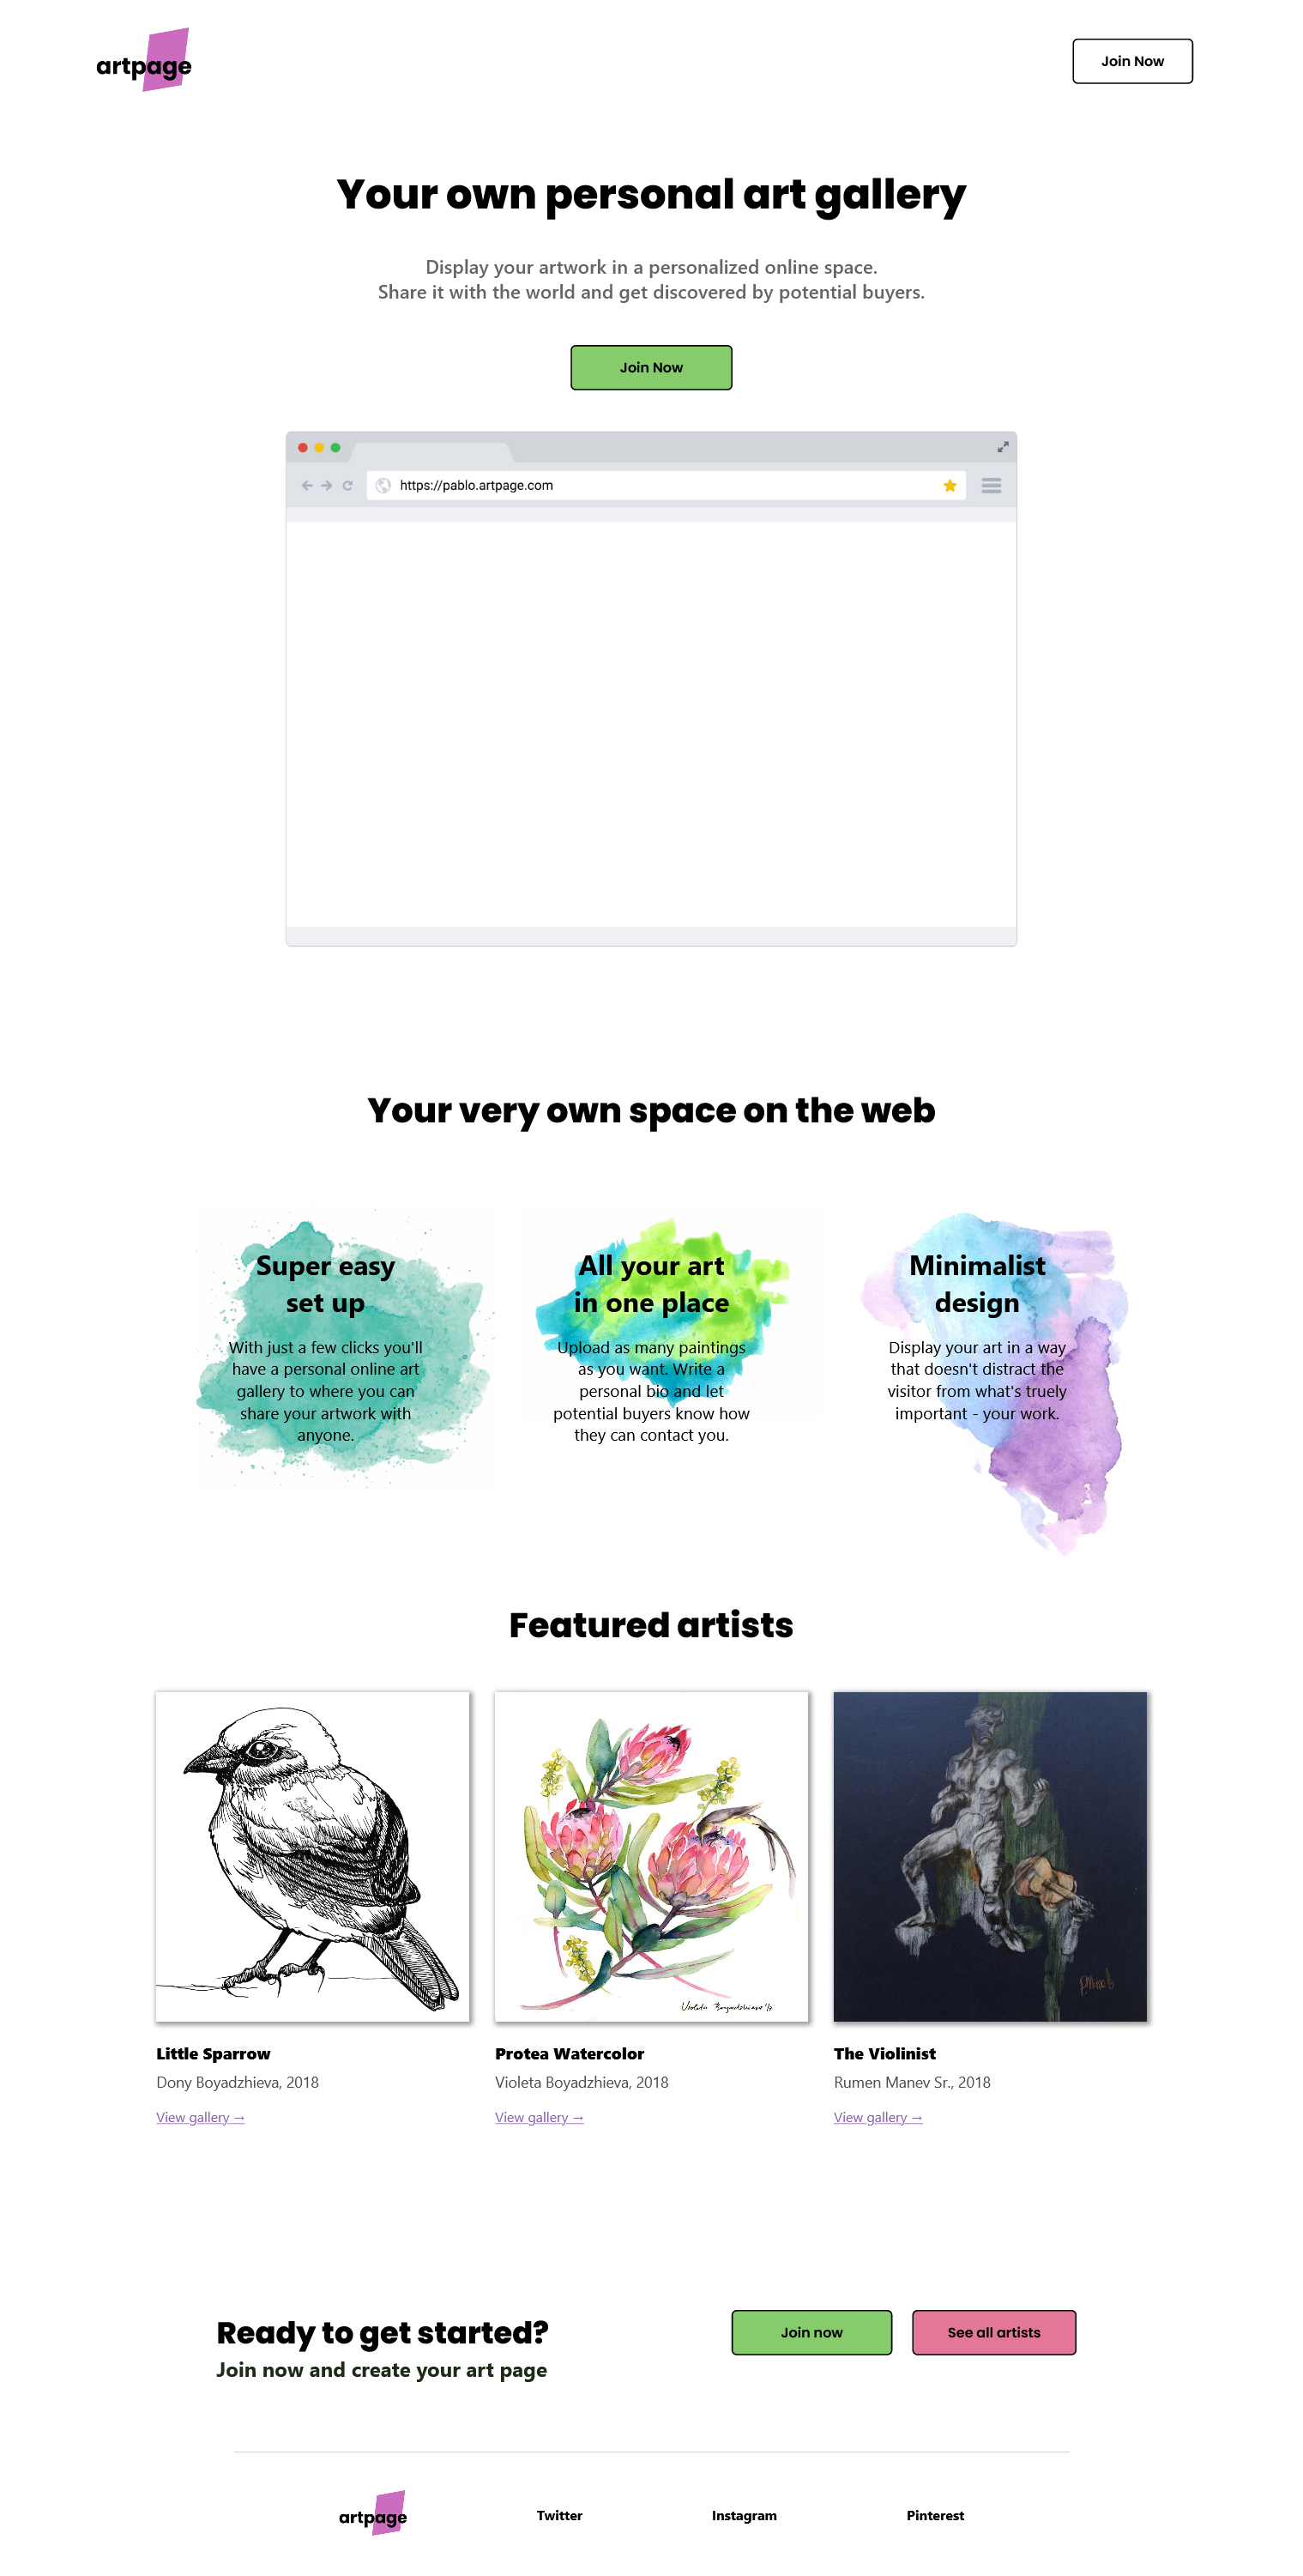 artpage
Join Now
Your own personal art gallery
Display your artwork in a personalized online space.
Share it with the world and get discovered by potential buyers.
Join Now
https://pablo.artpage.com
Your very own space on the web
Super easy
set up
With just a few clicks you'll
have a personal online art
gallery to where you can
share your artwork with
anyone.
All your art
in one place
Upload as many paintings
as you want. Write a
personal bio and let
potential buyers know how
they can contact you.
Minimalist
design
Display your art in a way
that doesn't distract the
visitor from what's truely
important - your work.
Featured artists
Violeta Boyadzhieva '17
Little Sparrow
Dony Boyadzhieva, 2018
View gallery →
Protea Watercolor
Violeta Boyadzhieva, 2018
View gallery →
The Violinist
Rumen Manev Sr., 2018
View gallery →
Ready to get started?
Join now and create your art page
Join now
See all artists
artpage
Twitter
Instagram
Pinterest